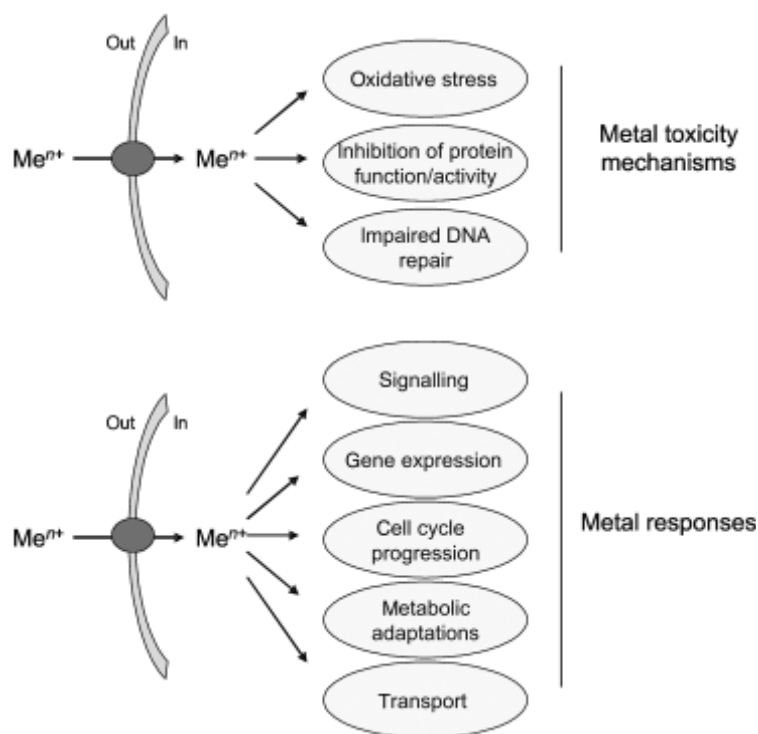 Out
In
Meⁿ⁺
Meⁿ⁺
Oxidative stress
Inhibition of protein
function/activity
Impaired DNA
repair
Metal toxicity
mechanisms
Out
In
Meⁿ⁺
Meⁿ⁺
Signalling
Gene expression
Cell cycle
progression
Metabolic
adaptations
Transport
Metal responses